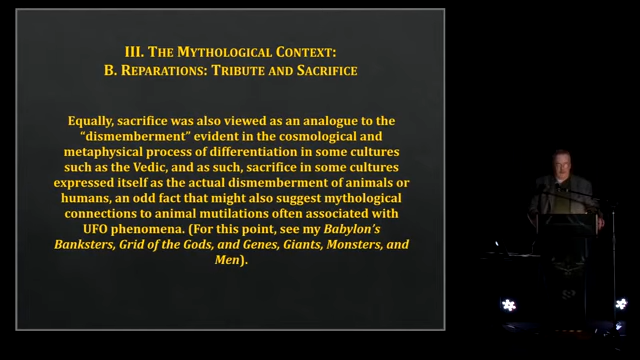 III. THE MYTHOLOGICAL CONTEXT:
B. REPARATIONS: TRIBUTE AND SACRIFICE
Equally, sacrifice was also viewed as an analogue to the
“dismemberment” evident in the cosmological and
metaphysical process of differentiation in some cultures
such as the Vedic, and as such, sacrifice in some cultures
expressed itself as the actual dismemberment of animals or
humans, an odd fact that might also suggest mythological
connections to animal mutilations often associated with
UFO phenomena. (For this point, see my Babylon’s
Banksters, Grid of the Gods, and Genes, Giants, Monsters, and
Men).